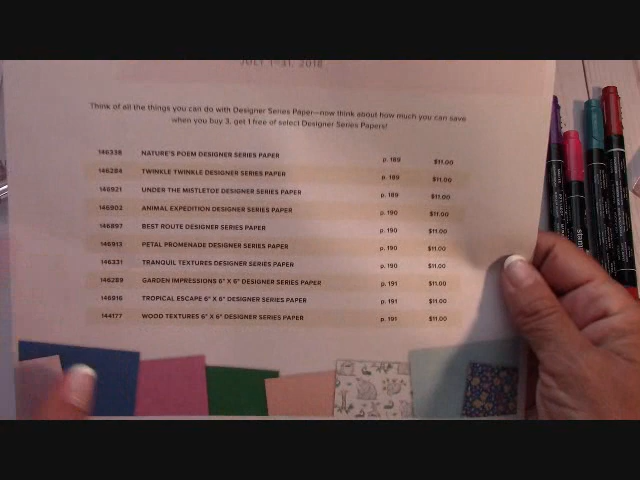 JULY 1–31, 2018
Think of all the things you can do with Designer Series Paper—now think about how much you can save
when you buy 3, get 1 free of select Designer Series Papers!
146338 NATURE'S POEM DESIGNER SERIES PAPER p. 189 $11.00
146284 TWINKLE TWINKLE DESIGNER SERIES PAPER p. 189 $11.00
146921 UNDER THE MISTLETOE DESIGNER SERIES PAPER p. 189 $11.00
146902 ANIMAL EXPEDITION DESIGNER SERIES PAPER p. 190 $11.00
146897 BEST ROUTE DESIGNER SERIES PAPER p. 190 $11.00
146913 PETAL PROMENADE DESIGNER SERIES PAPER p. 190 $11.00
146331 TRANQUIL TEXTURES DESIGNER SERIES PAPER p. 190 $11.00
146289 GARDEN IMPRESSIONS 6" X 6" DESIGNER SERIES PAPER p. 191 $11.00
146916 TROPICAL ESCAPE 6" X 6" DESIGNER SERIES PAPER p. 191 $11.00
144177 WOOD TEXTURES 6" X 6" DESIGNER SERIES PAPER p. 191 $11.00